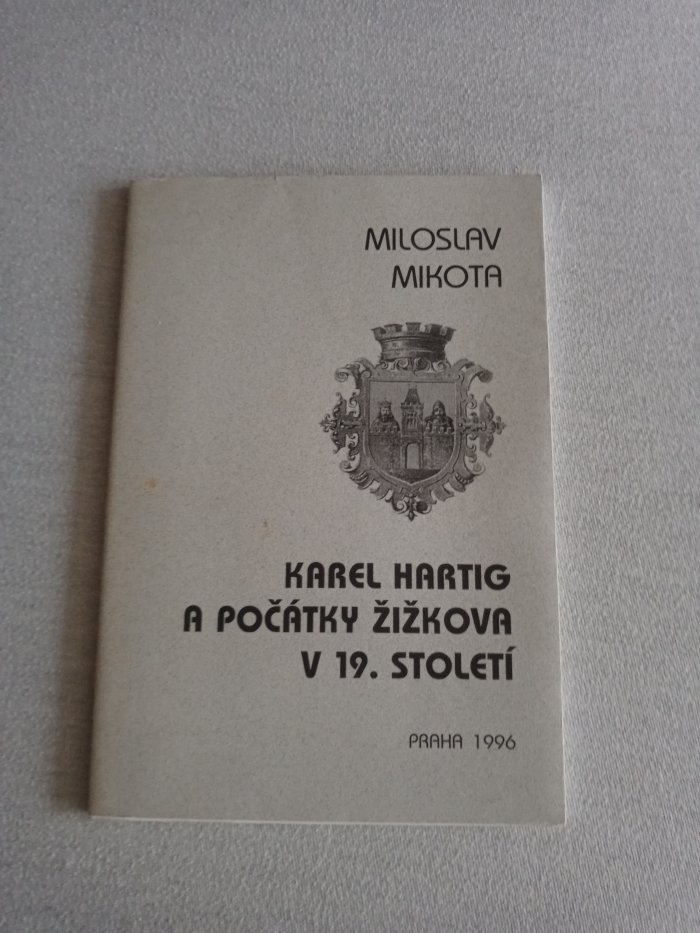 MILOSLAV
MIKOTA
KAREL HARTIG
A POČÁTKY ŽIŽKOVA
V 19. STOLETÍ
PRAHA 1996